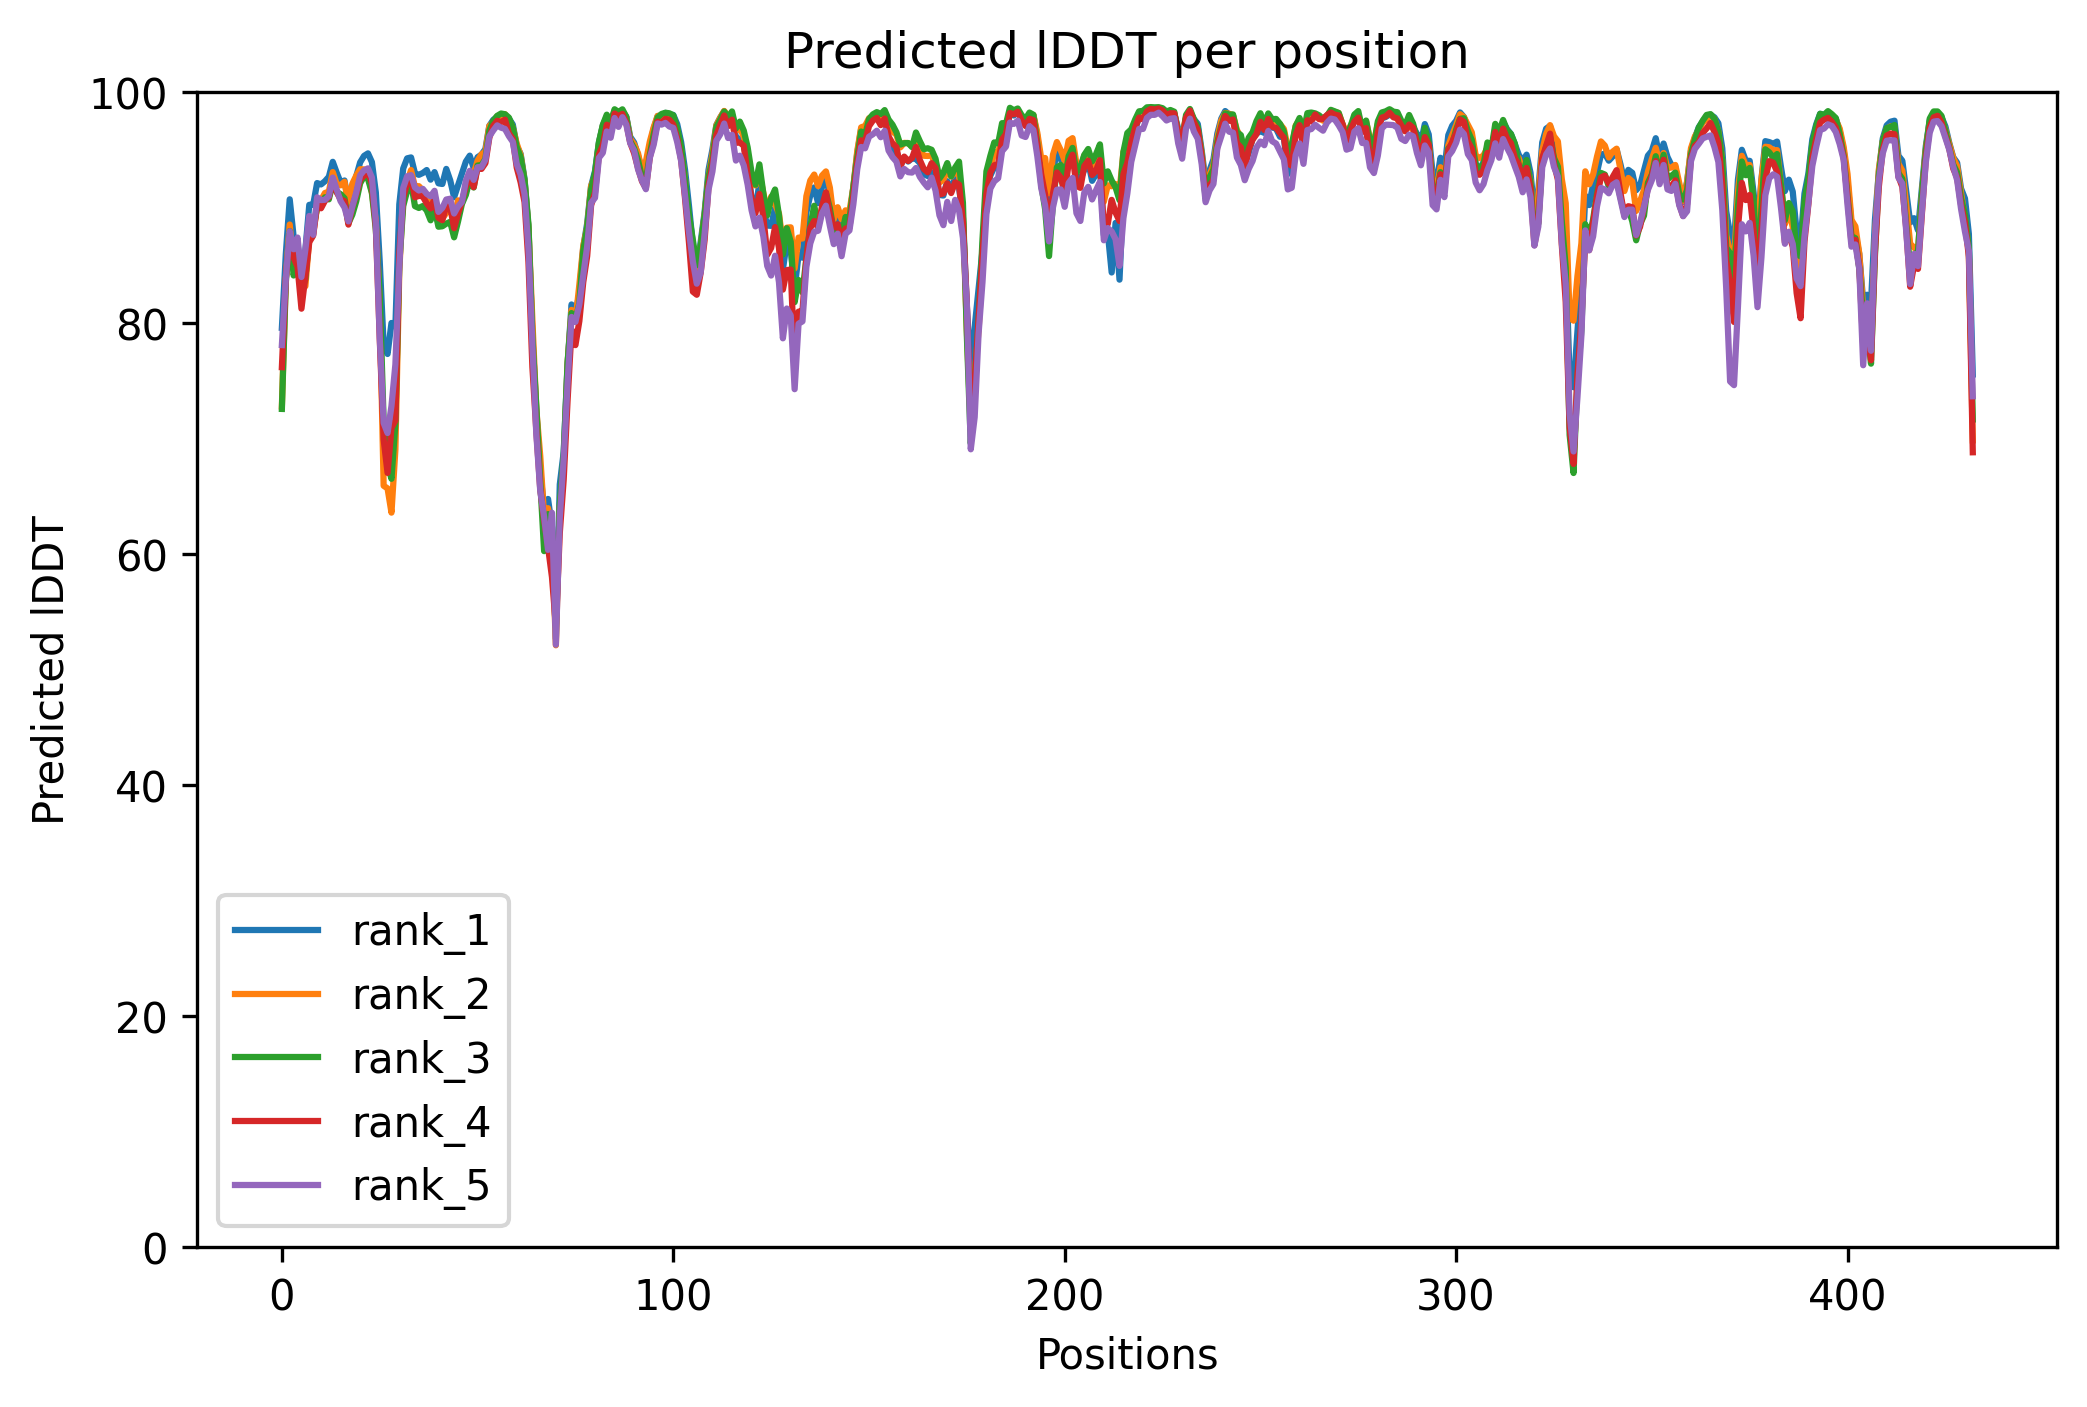 Predicted lDDT per position
100
80
60
40
20
0
Predicted lDDT
rank_1
rank_2
rank_3
rank_4
rank_5
0 100 200 300 400
Positions